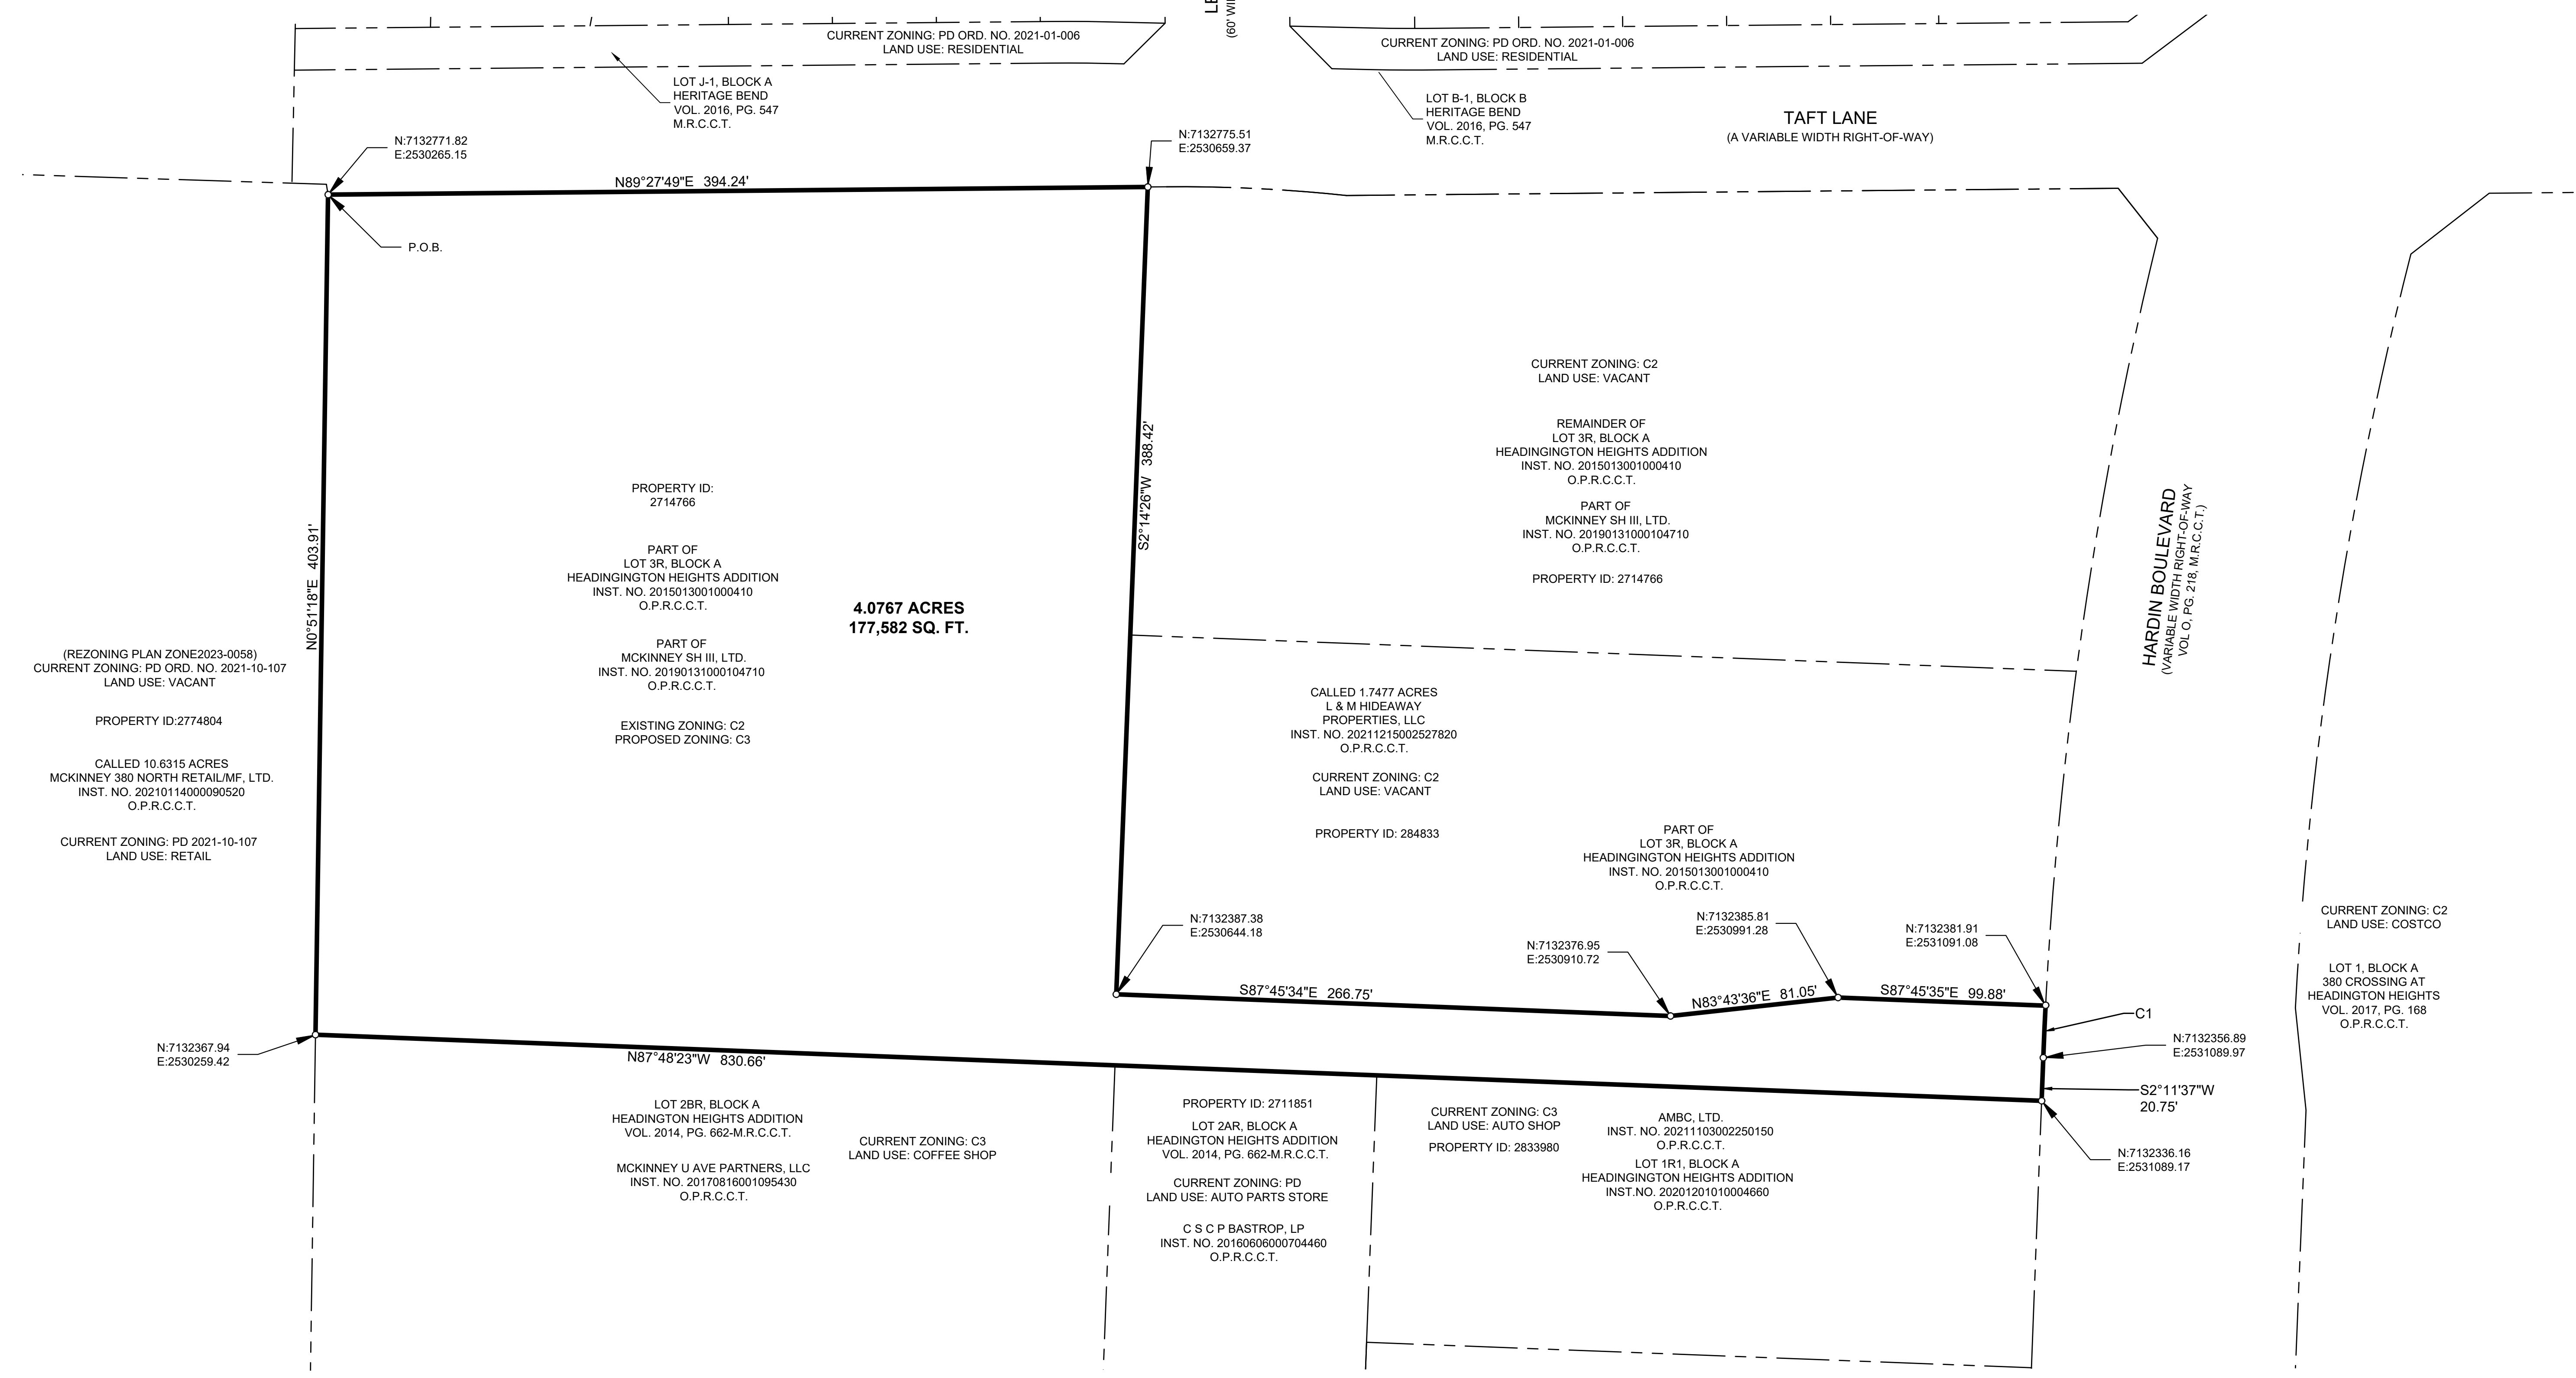 LE
(60' WI
CURRENT ZONING: PD ORD. NO. 2021-01-006
LAND USE: RESIDENTIAL
CURRENT ZONING: PD ORD. NO. 2021-01-006
LAND USE: RESIDENTIAL
LOT J-1, BLOCK A
HERITAGE BEND
VOL. 2016, PG. 547
M.R.C.C.T.
LOT B-1, BLOCK B
HERITAGE BEND
VOL. 2016, PG. 547
M.R.C.C.T.
TAFT LANE
(A VARIABLE WIDTH RIGHT-OF-WAY)
N:7132771.82
E:2530265.15
N:7132775.51
E:2530659.37
N89°27'49"E 394.24'
P.O.B.
CURRENT ZONING: C2
LAND USE: VACANT
REMAINDER OF
LOT 3R, BLOCK A
HEADINGINGTON HEIGHTS ADDITION
INST. NO. 2015013001000410
O.P.R.C.C.T.
PART OF
MCKINNEY SH III, LTD.
INST. NO. 20190131000104710
O.P.R.C.C.T.
PROPERTY ID: 2714766
S2°14'26"W 388.42'
HARDIN BOULEVARD
(VARIABLE WIDTH RIGHT-OF-WAY
VOL O, PG. 218, M.R.C.C.T.)
PROPERTY ID:
2714766
PART OF
LOT 3R, BLOCK A
HEADINGINGTON HEIGHTS ADDITION
INST. NO. 2015013001000410
O.P.R.C.C.T.
PART OF
MCKINNEY SH III, LTD.
INST. NO. 20190131000104710
O.P.R.C.C.T.
EXISTING ZONING: C2
PROPOSED ZONING: C3
4.0767 ACRES
177,582 SQ. FT.
N0°51'18"E 403.91'
(REZONING PLAN ZONE2023-0058)
CURRENT ZONING: PD ORD. NO. 2021-10-107
LAND USE: VACANT
PROPERTY ID:2774804
CALLED 10.6315 ACRES
MCKINNEY 380 NORTH RETAIL/MF, LTD.
INST. NO. 20210114000090520
O.P.R.C.C.T.
CURRENT ZONING: PD 2021-10-107
LAND USE: RETAIL
CALLED 1.7477 ACRES
L & M HIDEAWAY
PROPERTIES, LLC
INST. NO. 20211215002527820
O.P.R.C.C.T.
CURRENT ZONING: C2
LAND USE: VACANT
PROPERTY ID: 284833
PART OF
LOT 3R, BLOCK A
HEADINGINGTON HEIGHTS ADDITION
INST. NO. 2015013001000410
O.P.R.C.C.T.
N:7132387.38
E:2530644.18
N:7132376.95
E:2530910.72
N:7132385.81
E:2530991.28
N:7132381.91
E:2531091.08
CURRENT ZONING: C2
LAND USE: COSTCO
LOT 1, BLOCK A
380 CROSSING AT
HEADINGTON HEIGHTS
VOL. 2017, PG. 168
O.P.R.C.C.T.
S87°45'34"E 266.75'
N83°43'36"E 81.05'
S87°45'35"E 99.88'
C1
N:7132356.89
E:2531089.97
S2°11'37"W
20.75'
N:7132336.16
E:2531089.17
N:7132367.94
E:2530259.42
N87°48'23"W 830.66'
LOT 2BR, BLOCK A
HEADINGTON HEIGHTS ADDITION
VOL. 2014, PG. 662-M.R.C.C.T.
MCKINNEY U AVE PARTNERS, LLC
INST. NO. 20170816001095430
O.P.R.C.C.T.
CURRENT ZONING: C3
LAND USE: COFFEE SHOP
PROPERTY ID: 2711851
LOT 2AR, BLOCK A
HEADINGTON HEIGHTS ADDITION
VOL. 2014, PG. 662-M.R.C.C.T.
CURRENT ZONING: PD
LAND USE: AUTO PARTS STORE
C S C P BASTROP, LP
INST. NO. 20160606000704460
O.P.R.C.C.T.
CURRENT ZONING: C3
LAND USE: AUTO SHOP
PROPERTY ID: 2833980
AMBC, LTD.
INST. NO. 20211103002250150
O.P.R.C.C.T.
LOT 1R1, BLOCK A
HEADINGINGTON HEIGHTS ADDITION
INST.NO. 20201201010004660
O.P.R.C.C.T.